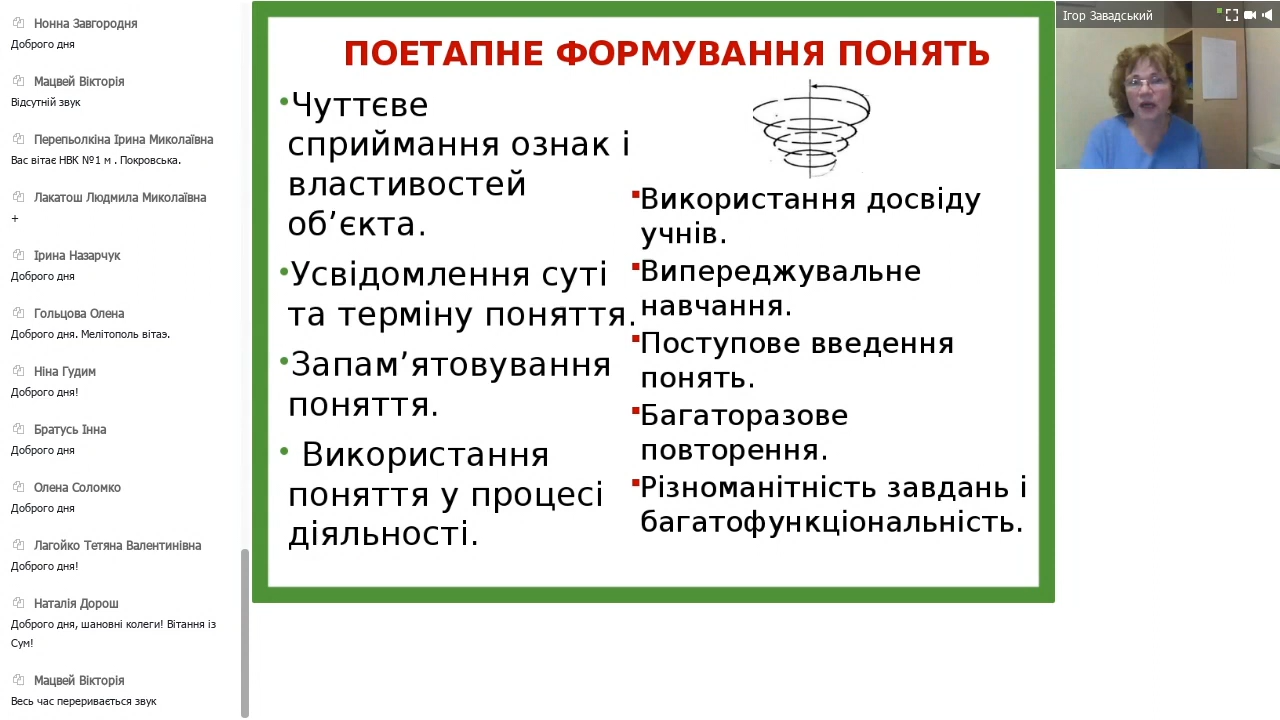 Нонна Завгородня
Доброго дня
Мацвей Вікторія
Відсутній звук
Перепьолкіна Ірина Миколаївна
Вас вітає НВК №1 м . Покровська.
Лакатош Людмила Миколаївна
+
Ірина Назарчук
Доброго дня
Гольцова Олена
Доброго дня. Мелітополь вітаэ.
Ніна Гудим
Доброго дня!
Братусь Інна
Доброго дня
Олена Соломко
Доброго дня
Лагойко Тетяна Валентинівна
Доброго дня!
Наталія Дорош
Доброго дня, шановні колеги! Вітання із
Сум!
Мацвей Вікторія
Весь час переривається звук
ПОЕТАПНЕ ФОРМУВАННЯ ПОНЯТЬ
•Чуттєве
сприймання ознак і
властивостей
об’єкта.
•Усвідомлення суті
та терміну поняття.
•Запам’ятовування
поняття.
• Використання
поняття у процесі
діяльності.
▪Використання досвіду
учнів.
▪Випереджувальне
навчання.
▪Поступове введення
понять.
▪Багаторазове
повторення.
▪Різноманітність завдань і
багатофункціональність.
Ігор Завадський